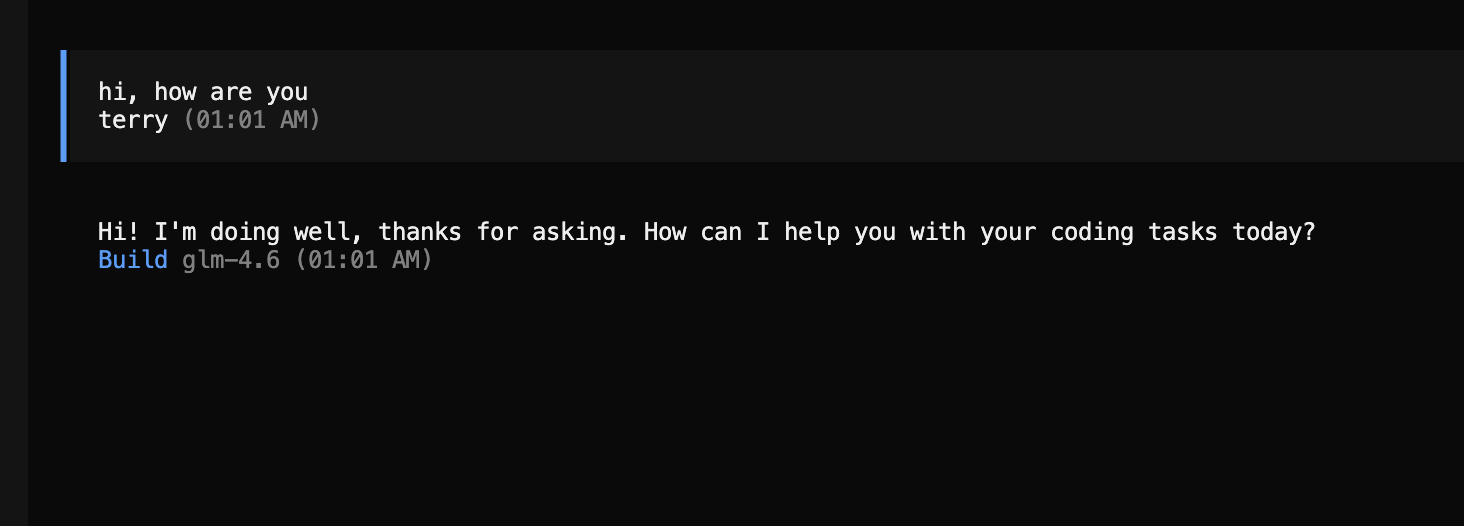 hi, how are you
terry (01:01 AM)
Hi! I'm doing well, thanks for asking. How can I help you with your coding tasks today?
Build glm-4.6 (01:01 AM)